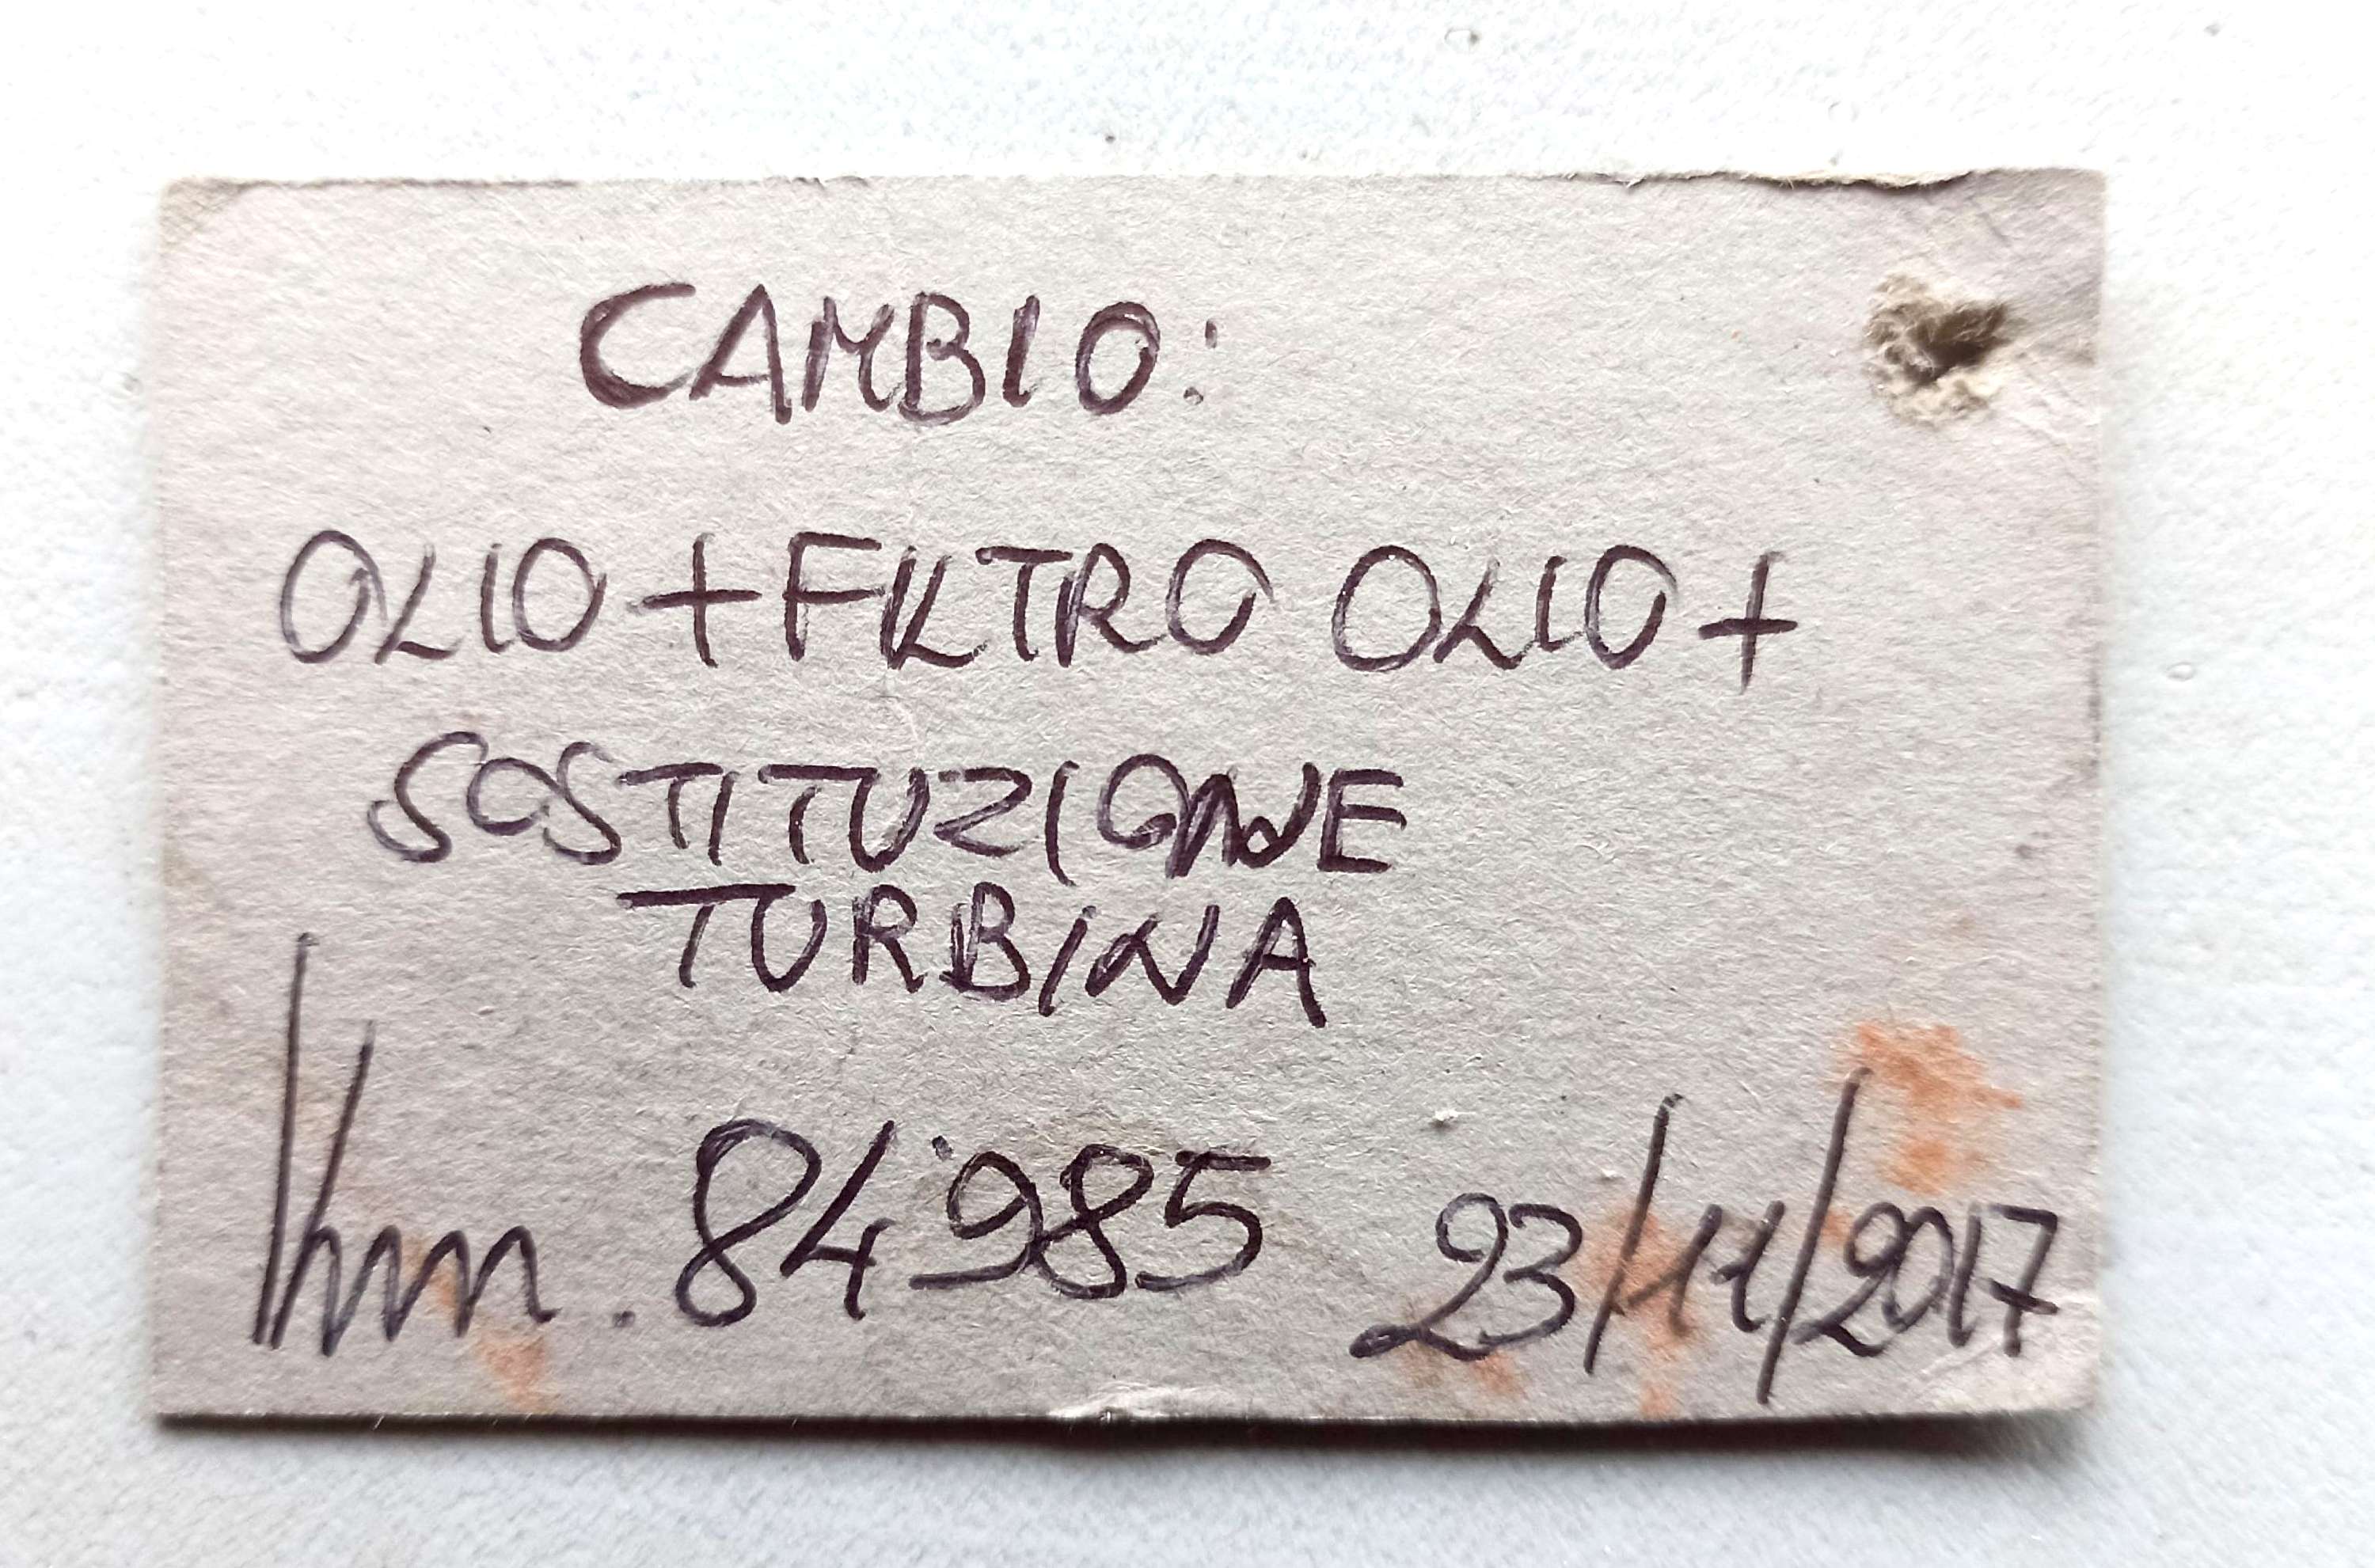 CAMBIO:
OLIO + FILTRO OLIO +
SOSTITUZIONE
TURBINA
Km. 84'985 23/11/2017